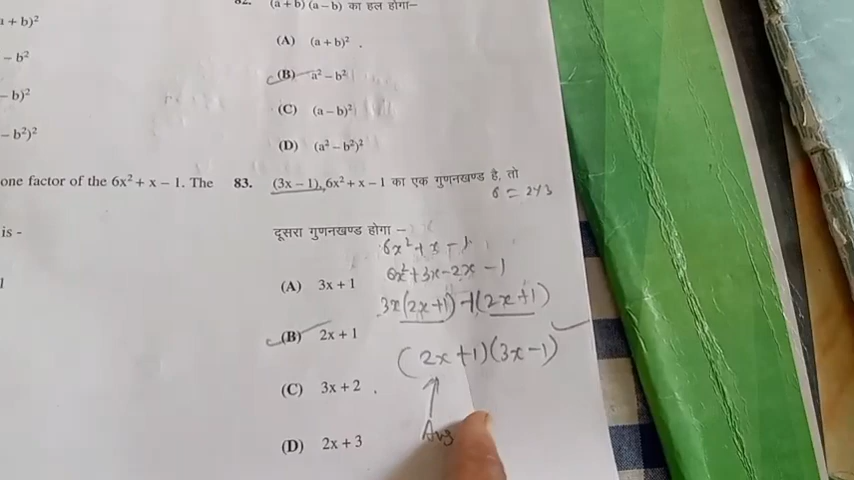 a + b)²
– b²
– b)²
– b²)²
one factor of the 6x² + x – 1. The
is -
82. (a + b) (a – b) का हल होगा–
(A) (a + b)²
(B) a² – b²
(C) (a – b)²
(D) (a² – b²)²
83. (3x – 1), 6x² + x – 1 का एक गुणनखण्ड है, तो
6 = 2×3
दूसरा गुणनखण्ड होगा –
6x² + x – 1
6x² + 3x – 2x – 1
3x(2x+1) –1(2x+1)
(A) 3x + 1
(B) 2x + 1
(2x+1)(3x–1)
(C) 3x + 2
(D) 2x + 3